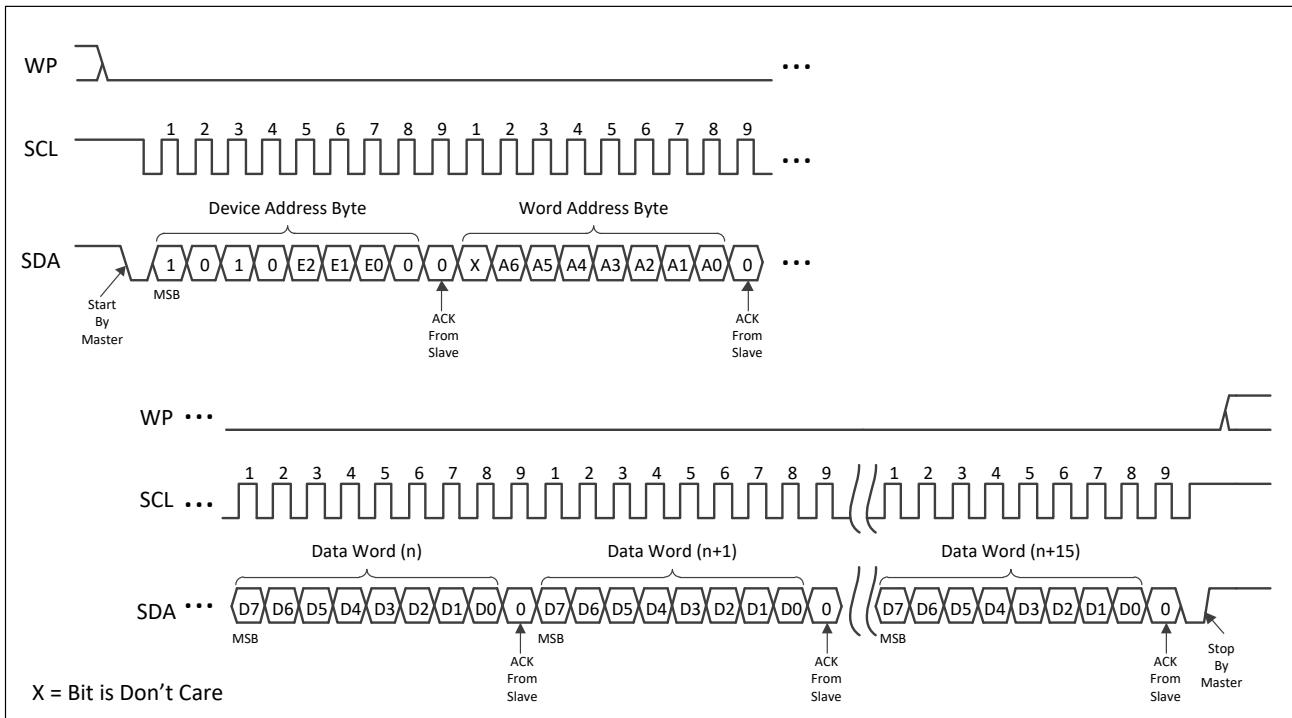 WP ...
SCL 1 2 3 4 5 6 7 8 9 1 2 3 4 5 6 7 8 9 ...
Device Address Byte Word Address Byte
SDA 1 0 1 0 E2 E1 E0 0 0 X A6 A5 A4 A3 A2 A1 A0 0 ...
MSB
Start
By
Master
ACK
From
Slave
ACK
From
Slave
WP ...
SCL ... 1 2 3 4 5 6 7 8 9 1 2 3 4 5 6 7 8 9 1 2 3 4 5 6 7 8 9
Data Word (n) Data Word (n+1) Data Word (n+15)
SDA ... D7 D6 D5 D4 D3 D2 D1 D0 0 D7 D6 D5 D4 D3 D2 D1 D0 0 D7 D6 D5 D4 D3 D2 D1 D0 0
MSB MSB MSB
ACK
From
Slave
ACK
From
Slave
ACK
From
Slave
Stop
By
Master
X = Bit is Don’t Care